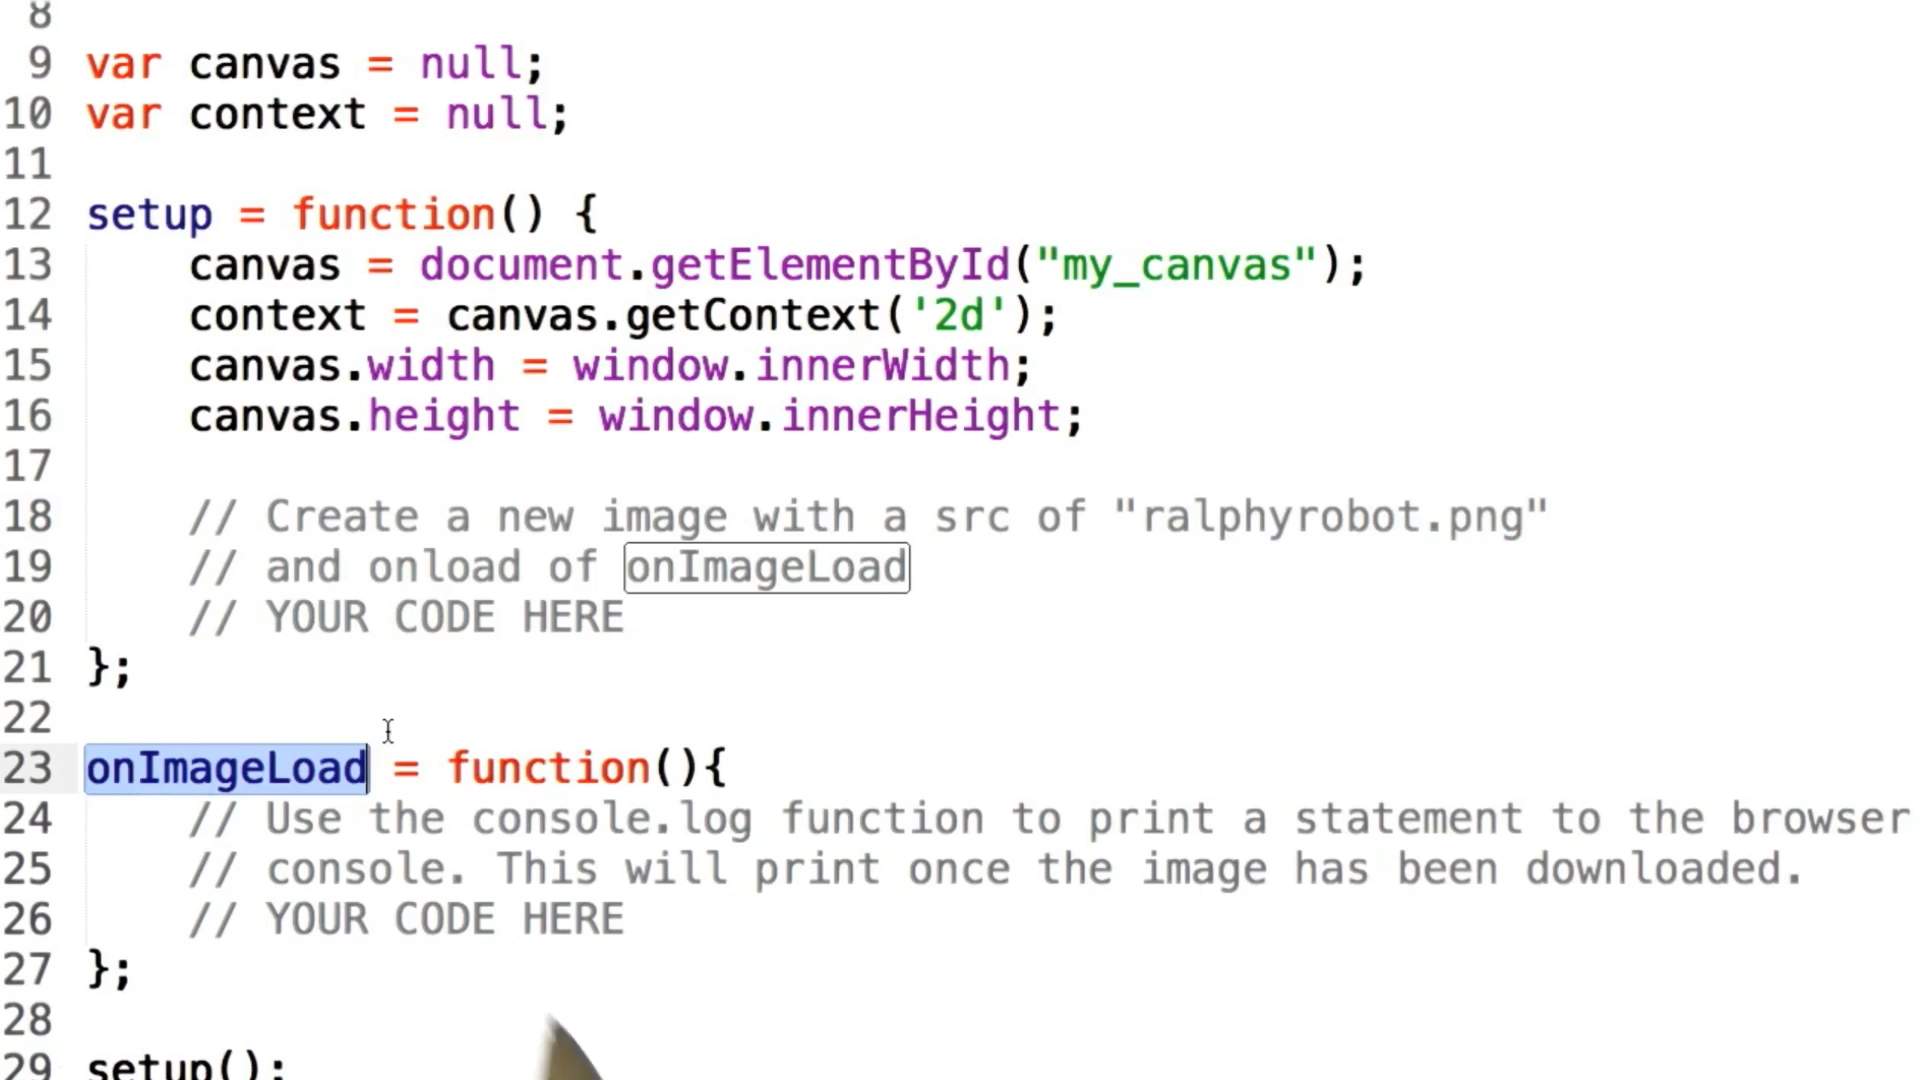 8
9 var canvas = null;
10 var context = null;
11
12 setup = function() {
13 canvas = document.getElementById("my_canvas");
14 context = canvas.getContext('2d');
15 canvas.width = window.innerWidth;
16 canvas.height = window.innerHeight;
17
18 // Create a new image with a src of "ralphyrobot.png"
19 // and onload of onImageLoad
20 // YOUR CODE HERE
21 };
22
23 onImageLoad = function(){
24 // Use the console.log function to print a statement to the browser
25 // console. This will print once the image has been downloaded.
26 // YOUR CODE HERE
27 };
28
29 setup();